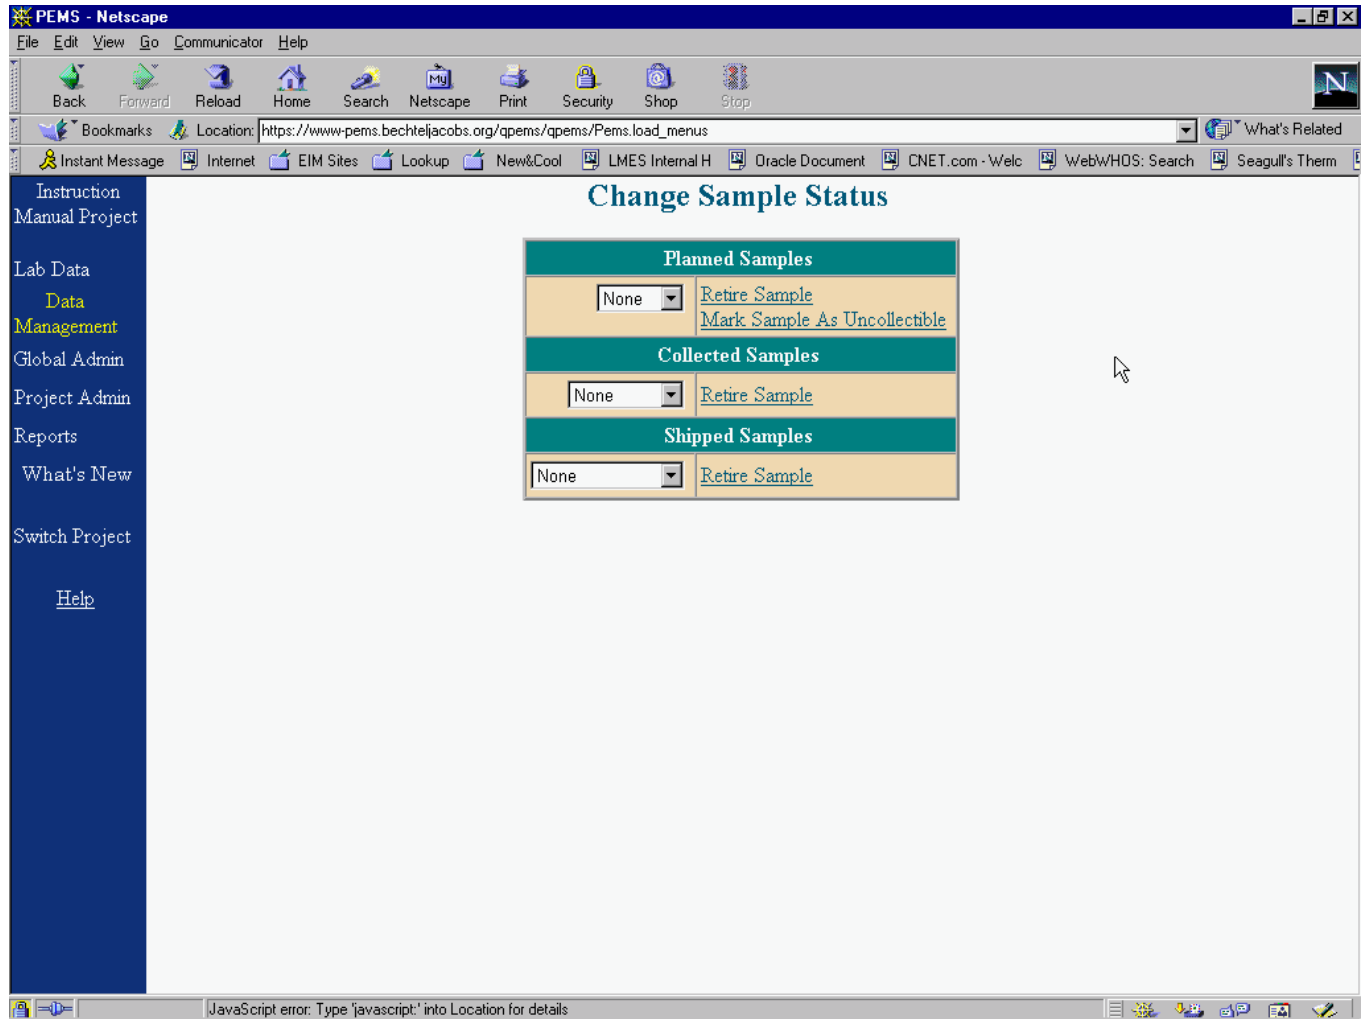 PEMS - Netscape
File Edit View Go Communicator Help
Back Forward Reload Home Search Netscape Print Security Shop Stop
My
N
Bookmarks Location: https://www-pems.bechteljacobs.org/qpems/qpems/Pems.load_menus What's Related
Instant Message Internet EIM Sites Lookup New&Cool LMES Internal H Oracle Document CNET.com - Welc WebWHOS: Search Seagull's Therm
Instruction
Manual Project
Lab Data
Data
Management
Global Admin
Project Admin
Reports
What's New
Switch Project
Help
Change Sample Status
Planned Samples
None Retire Sample
Mark Sample As Uncollectible
Collected Samples
None Retire Sample
Shipped Samples
None Retire Sample
JavaScript error: Type 'javascript:' into Location for details